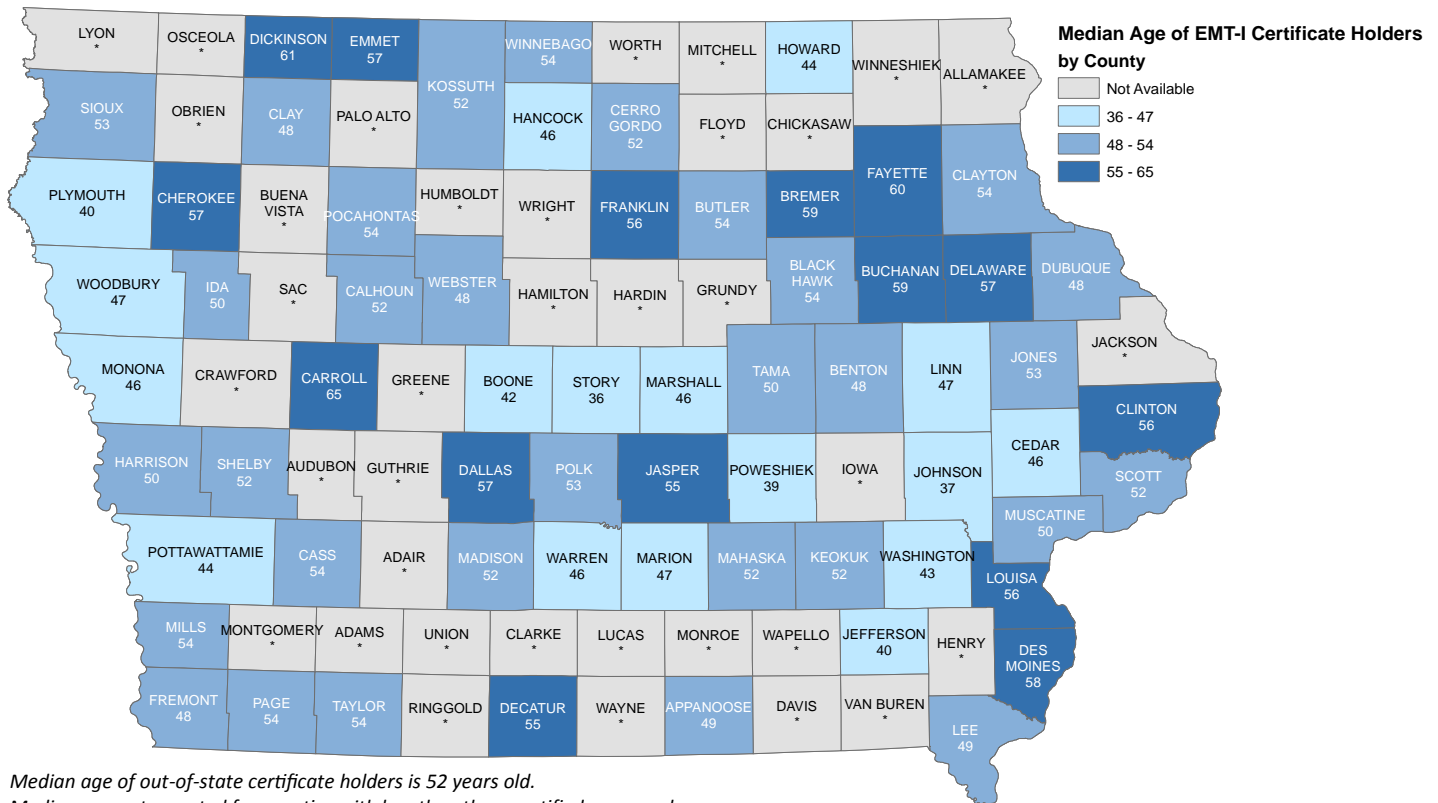 Median Age of EMT-I Certificate Holders
by County
Not Available
36 - 47
48 - 54
55 - 65
LYON
*
OSCEOLA
*
DICKINSON
61
EMMET
57
KOSSUTH
52
WINNEBAGO
54
WORTH
*
MITCHELL
*
HOWARD
44
WINNESHIEK
*
ALLAMAKEE
*
SIOUX
53
OBRIEN
*
CLAY
48
PALO ALTO
*
HANCOCK
46
CERRO
GORDO
52
FLOYD
*
CHICKASAW
*
PLYMOUTH
40
CHEROKEE
57
BUENA
VISTA
*
POCAHONTAS
54
HUMBOLDT
*
WRIGHT
*
FRANKLIN
56
BUTLER
54
BREMER
59
FAYETTE
60
CLAYTON
54
WOODBURY
47
IDA
50
SAC
*
CALHOUN
52
WEBSTER
48
HAMILTON
*
HARDIN
*
GRUNDY
*
BLACK
HAWK
54
BUCHANAN
59
DELAWARE
57
DUBUQUE
48
MONONA
46
CRAWFORD
*
CARROLL
65
GREENE
*
BOONE
42
STORY
36
MARSHALL
46
TAMA
50
BENTON
48
LINN
47
JONES
53
JACKSON
*
CLINTON
56
HARRISON
50
SHELBY
52
AUDUBON
*
GUTHRIE
*
DALLAS
57
POLK
53
JASPER
55
POWESHIEK
39
IOWA
*
JOHNSON
37
CEDAR
46
SCOTT
52
MUSCATINE
50
POTTAWATTAMIE
44
CASS
54
ADAIR
*
MADISON
52
WARREN
46
MARION
47
MAHASKA
52
KEOKUK
52
WASHINGTON
43
LOUISA
56
MILLS
54
MONTGOMERY
*
ADAMS
*
UNION
*
CLARKE
*
LUCAS
*
MONROE
*
WAPELLO
*
JEFFERSON
40
HENRY
*
DES
MOINES
58
FREMONT
48
PAGE
54
TAYLOR
54
RINGGOLD
*
DECATUR
55
WAYNE
*
APPANOOSE
49
DAVIS
*
VAN BUREN
*
LEE
49
Median age of out-of-state certificate holders is 52 years old.